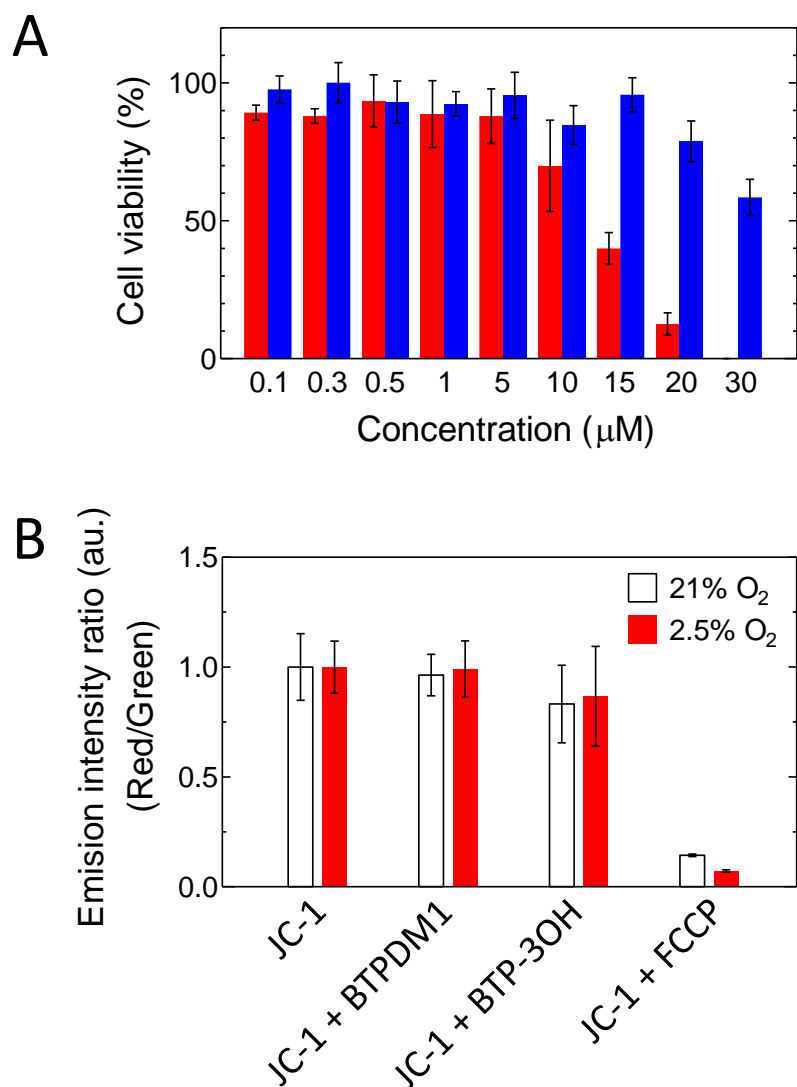 A
Cell viability (%)
100
50
0
0.1 0.3 0.5 1 5 10 15 20 30
Concentration (μM)
B
Emision intensity ratio (au.)
(Red/Green)
1.5
1.0
0.5
0.0
21% O₂
2.5% O₂
JC-1
JC-1 + BTPDM1
JC-1 + BTP-3OH
JC-1 + FCCP